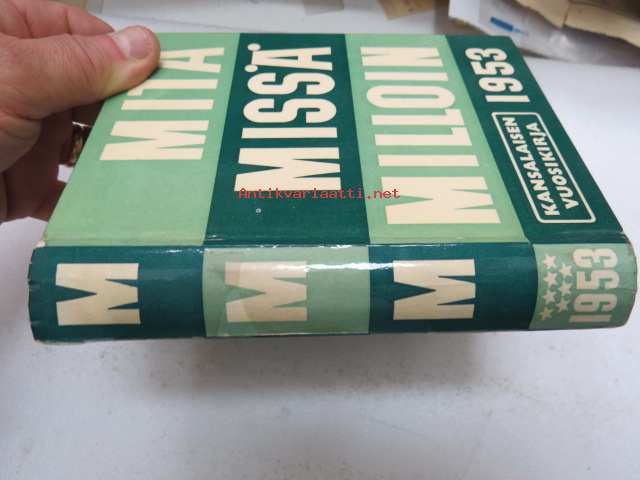 MITÄ
MISSÄ
MILLOIN
1953
KANSALAISEN
VUOSIKIRJA
Antikvariaatti.net
M
M
M
1953